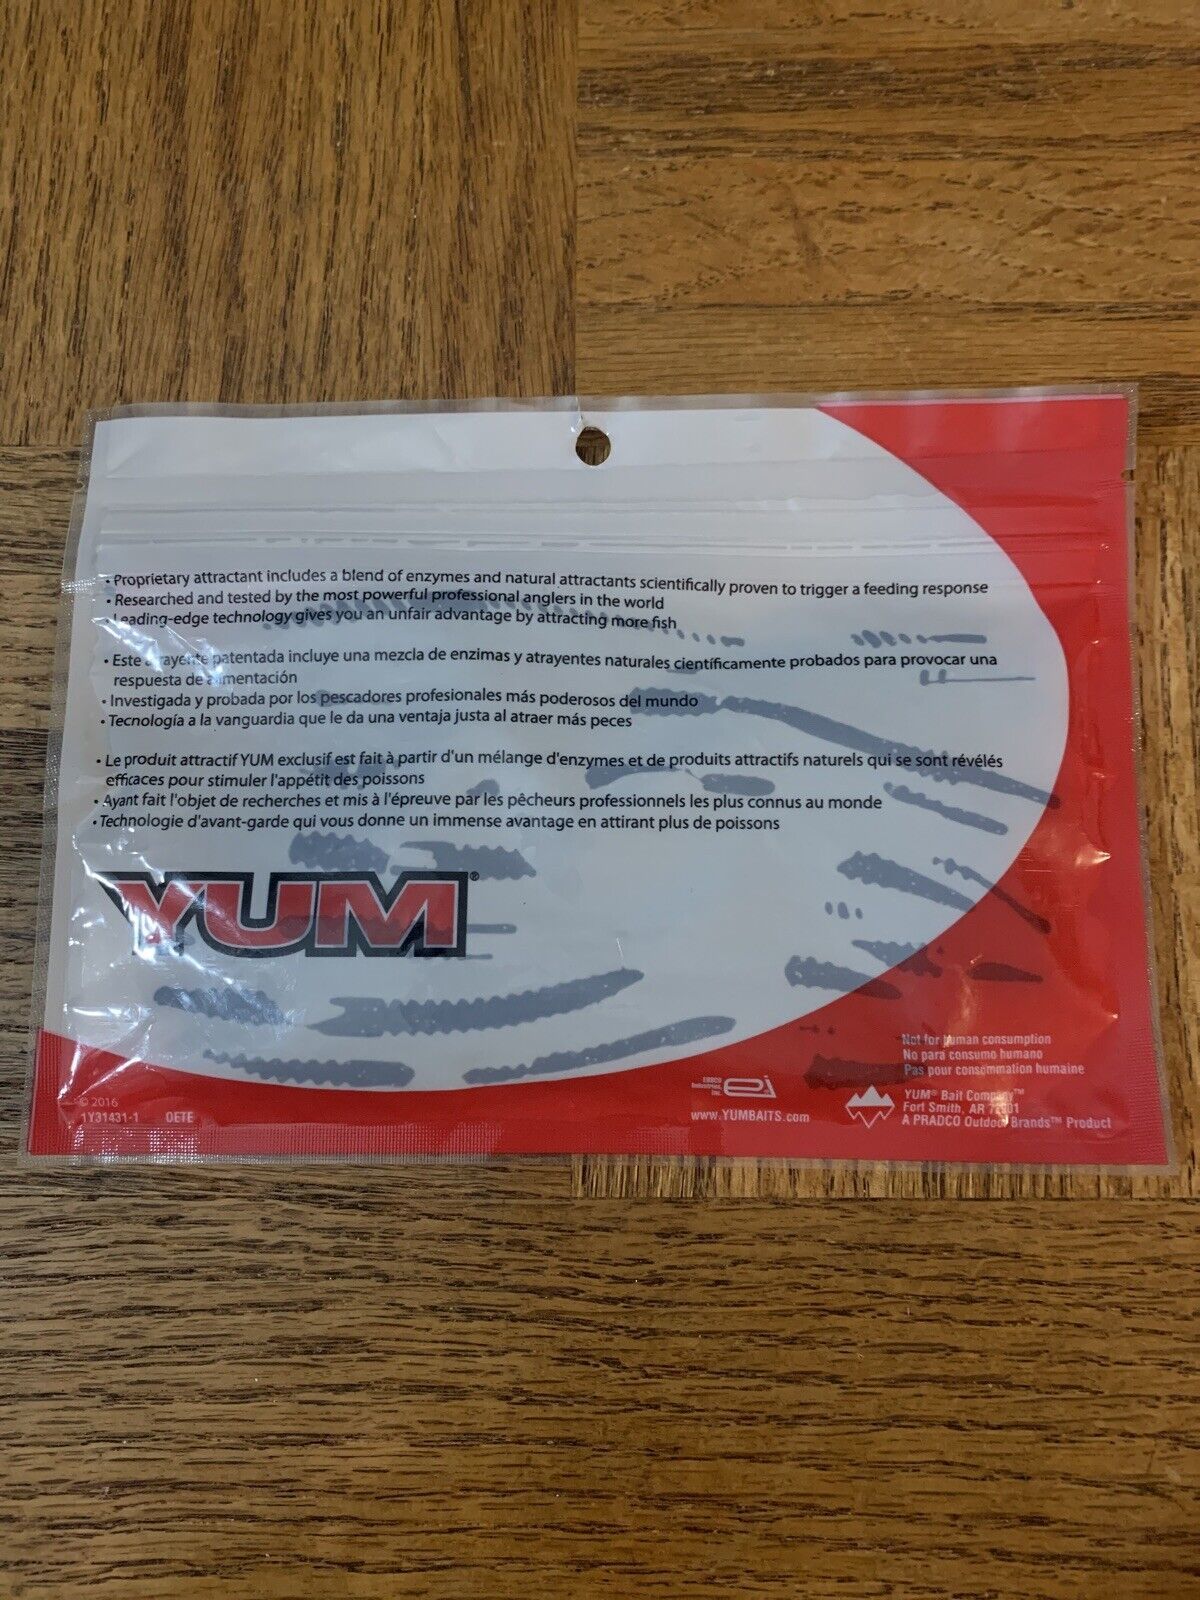 • Proprietary attractant includes a blend of enzymes and natural attractants scientifically proven to trigger a feeding response
• Researched and tested by the most powerful professional anglers in the world
• Leading-edge technology gives you an unfair advantage by attracting more fish
• Este atrayente patentada incluye una mezcla de enzimas y atrayentes naturales científicamente probados para provocar una
respuesta de alimentación
• Investigada y probada por los pescadores profesionales más poderosos del mundo
• Tecnología a la vanguardia que le da una ventaja justa al atraer más peces
• Le produit attractif YUM exclusif est fait à partir d'un mélange d'enzymes et de produits attractifs naturels qui se sont révélés
efficaces pour stimuler l'appétit des poissons
• Ayant fait l'objet de recherches et mis à l'épreuve par les pêcheurs professionnels les plus connus au monde
• Technologie d'avant-garde qui vous donne un immense avantage en attirant plus de poissons
YUM®
Not for human consumption
No para consumo humano
Pas pour consommation humaine
© 2016
1Y31431-1 OETE
EBSCO
Industries,
Inc.
ei
www.YUMBAITS.com
YUM® Bait Company™
Fort Smith, AR 72901
A PRADCO Outdoor Brands™ Product